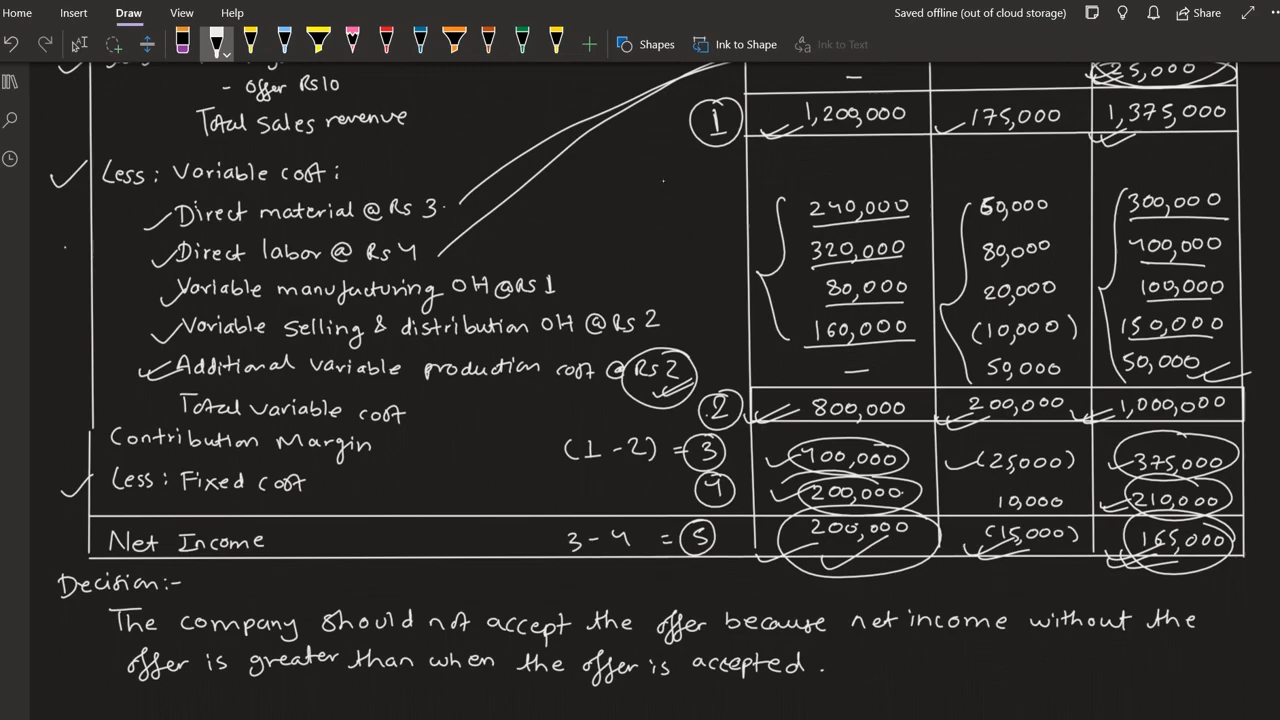 Home Insert Draw View Help Saved offline (out of cloud storage) Share
Shapes Ink to Shape Ink to Text
- offer Rs10 — 25,000
Total sales revenue 1 1,200,000 175,000 1,375,000
Less: Variable cost:
Direct material @ Rs 3 240,000 60,000 300,000
Direct labor @ Rs 4 320,000 80,000 400,000
Variable manufacturing OH @ Rs 1 80,000 20,000 100,000
Variable selling & distribution OH @ Rs 2 160,000 (10,000) 150,000
Additional variable production cost @ Rs 2 — 50,000 50,000
Total variable cost 2 800,000 200,000 1,000,000
Contribution Margin (1-2) = 3 400,000 (25000) 375,000
Less: Fixed cost 4 200,000 10,000 210,000
Net Income 3-4 = 5 200,000 (15,000) 165,000
Decision:-
The company should not accept the offer because net income without the
offer is greater than when the offer is accepted.